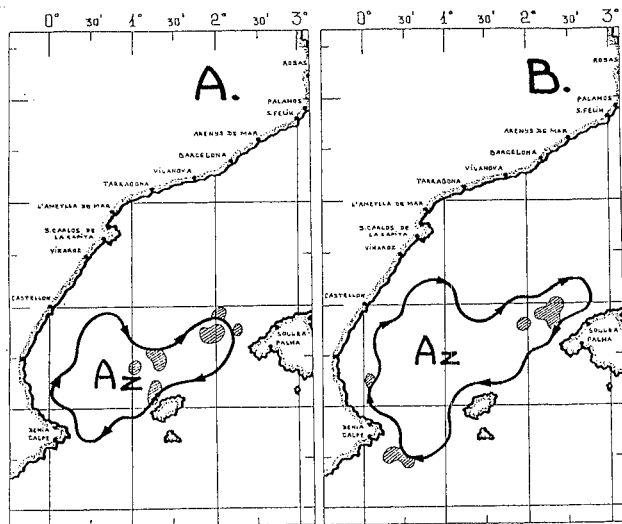 0° 30' 1° 30' 2° 30' 3° 0° 30' 1° 30' 2° 30' 3°
A.
ROSAS
PALAMOS
S. FELIU
ARENYS DE MAR
BARCELONA
VILANOVA
TARRAGONA
L'AMETLLA DE MAR
S. CARLOS DE
LA RAPITA
VINAROZ
CASTELLON
SOLLER
PALMA
Az
DENIA
CALPE
B.
ROSAS
PALAMOS
S. FELIU
ARENYS DE MAR
BARCELONA
VILANOVA
TARRAGONA
L'AMETLLA DE MAR
S. CARLOS DE
LA RAPITA
VINAROZ
CASTELLON
SOLLER
PALMA
Az
DENIA
CALPE